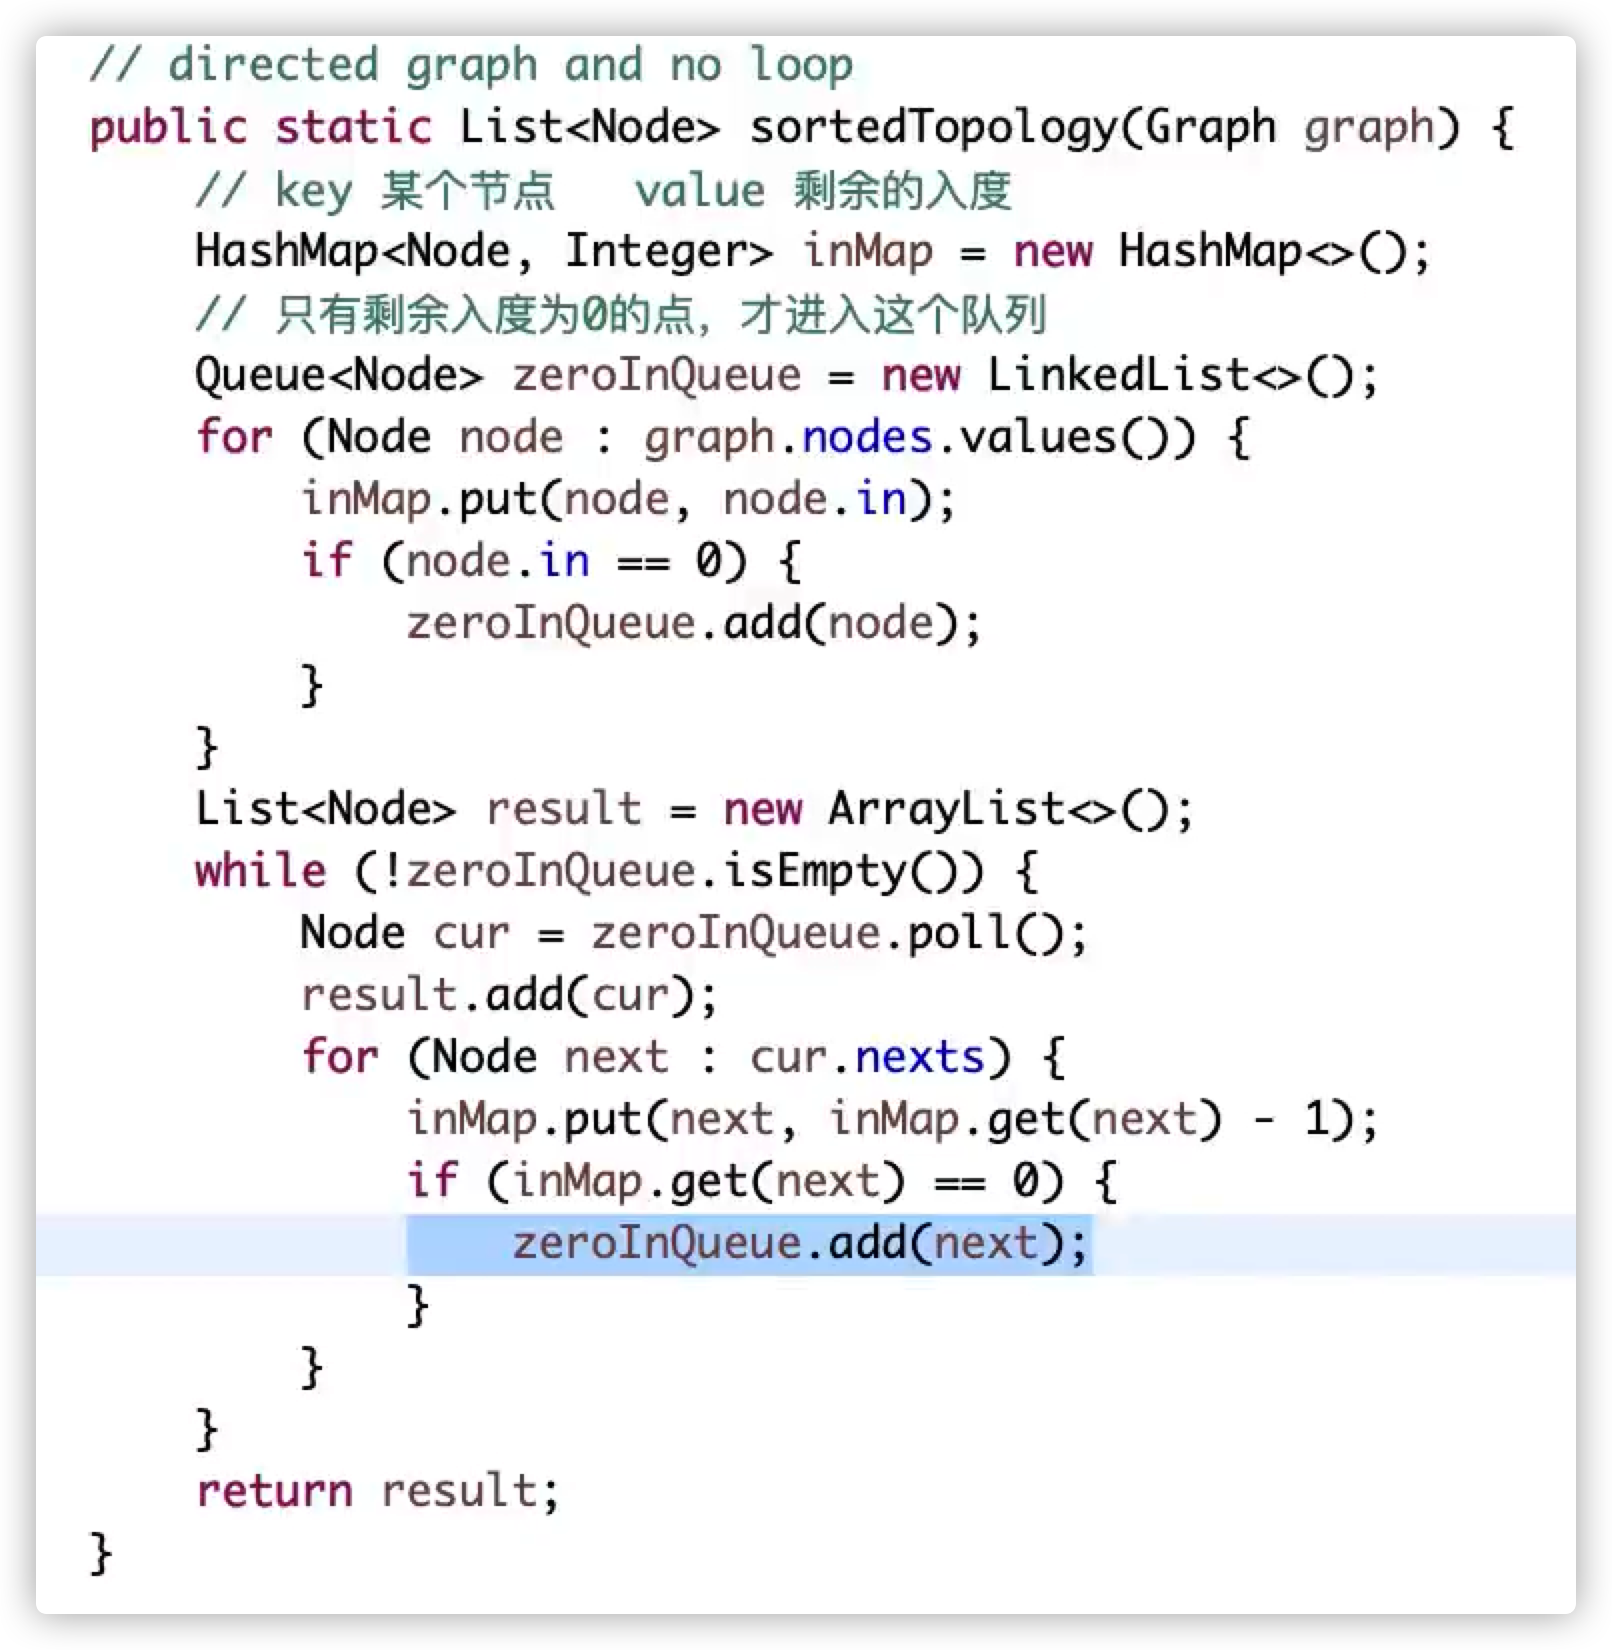 // directed graph and no loop
public static List<Node> sortedTopology(Graph graph) {
// key 某个节点 value 剩余的入度
HashMap<Node, Integer> inMap = new HashMap<>();
// 只有剩余入度为0的点，才进入这个队列
Queue<Node> zeroInQueue = new LinkedList<>();
for (Node node : graph.nodes.values()) {
inMap.put(node, node.in);
if (node.in == 0) {
zeroInQueue.add(node);
}
}
List<Node> result = new ArrayList<>();
while (!zeroInQueue.isEmpty()) {
Node cur = zeroInQueue.poll();
result.add(cur);
for (Node next : cur.nexts) {
inMap.put(next, inMap.get(next) - 1);
if (inMap.get(next) == 0) {
zeroInQueue.add(next);
}
}
}
return result;
}